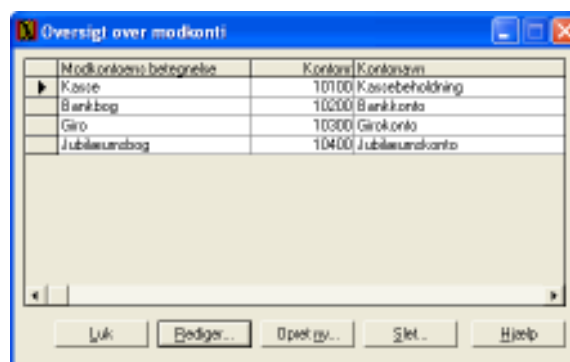 Oversigt over modkonti
Modkontoens betegnelse Kontonr Kontonavn
Kasse 10100 Kassebeholdning
Bankbog 10200 Bankkonto
Giro 10300 Girokonto
Jubilæumsbog 10400 Jubilæumskonto
Luk Rediger... Opret ny... Slet... Hjælp